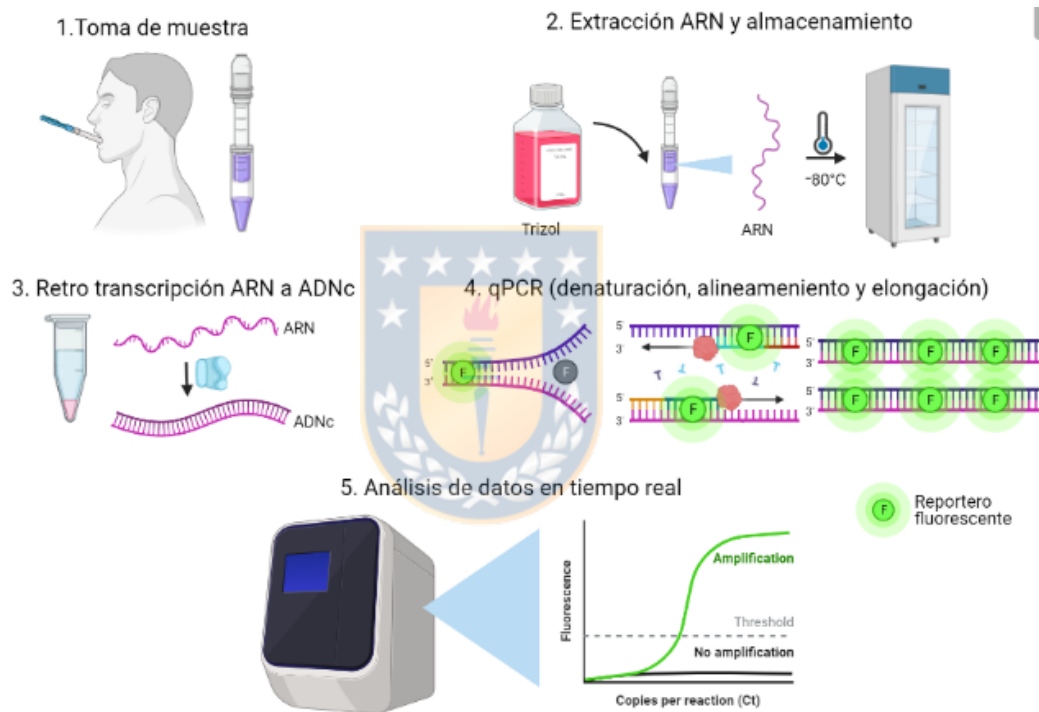 1.Toma de muestra
2. Extracción ARN y almacenamiento
Trizol
ARN
-80°C
3. Retro transcripción ARN a ADNc
ARN
ADNc
4. qPCR (denaturación, alineameniento y elongación)
5´
3´
F
F
5´
3´
F
5´
3´
F
5´
3´
F
F
F
5´
3´
F
F
F
5. Análisis de datos en tiempo real
F
Reportero
fluorescente
Fluorescence
Amplification
Threshold
No amplification
Copies per reaction (Ct)